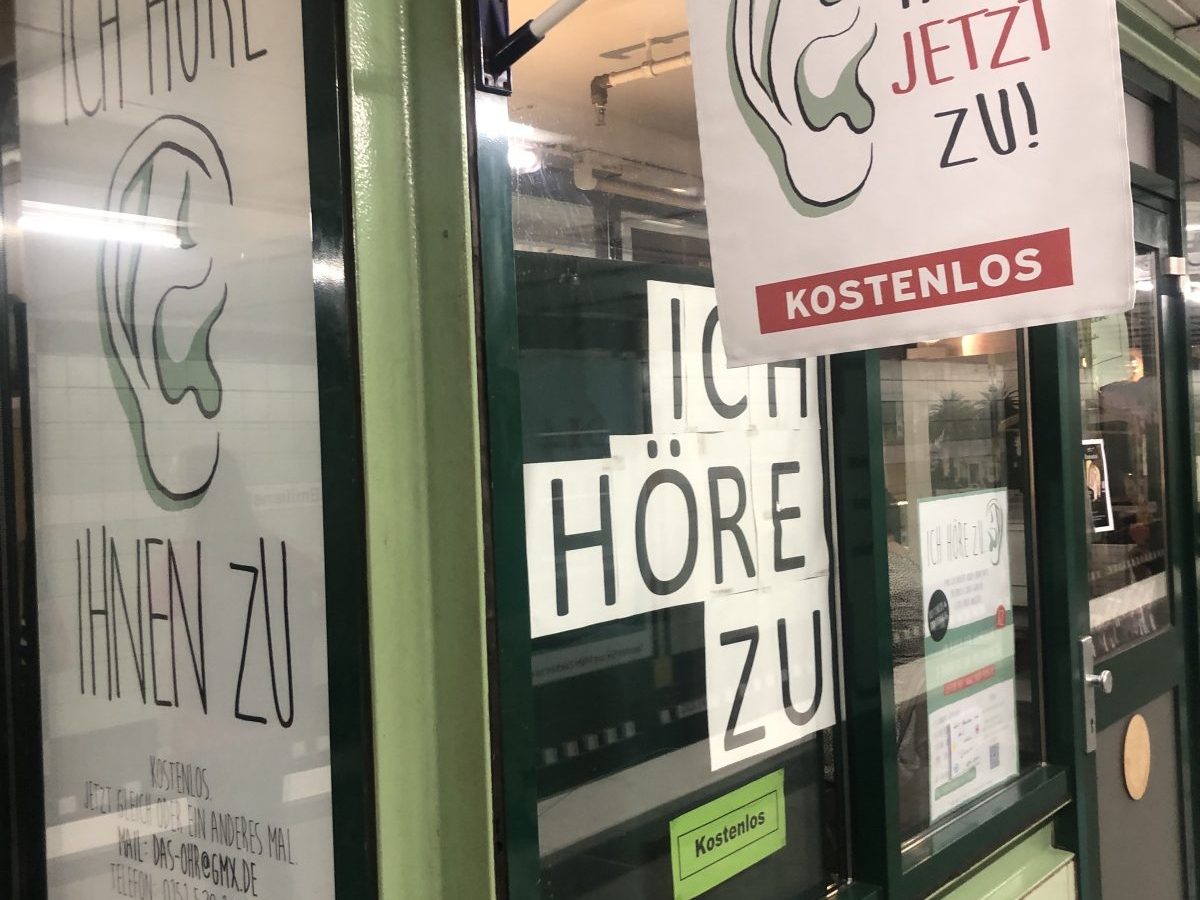 ICH HÖRE
IHNEN ZU
KOSTENLOS.
JETZT GLEICH ODER EIN ANDERES MAL.
MAIL: DAS-OHR@GMX.DE
JETZT
ZU!
KOSTENLOS
ICH
HÖRE
ZU
Kostenlos
ICH HÖRE ZU